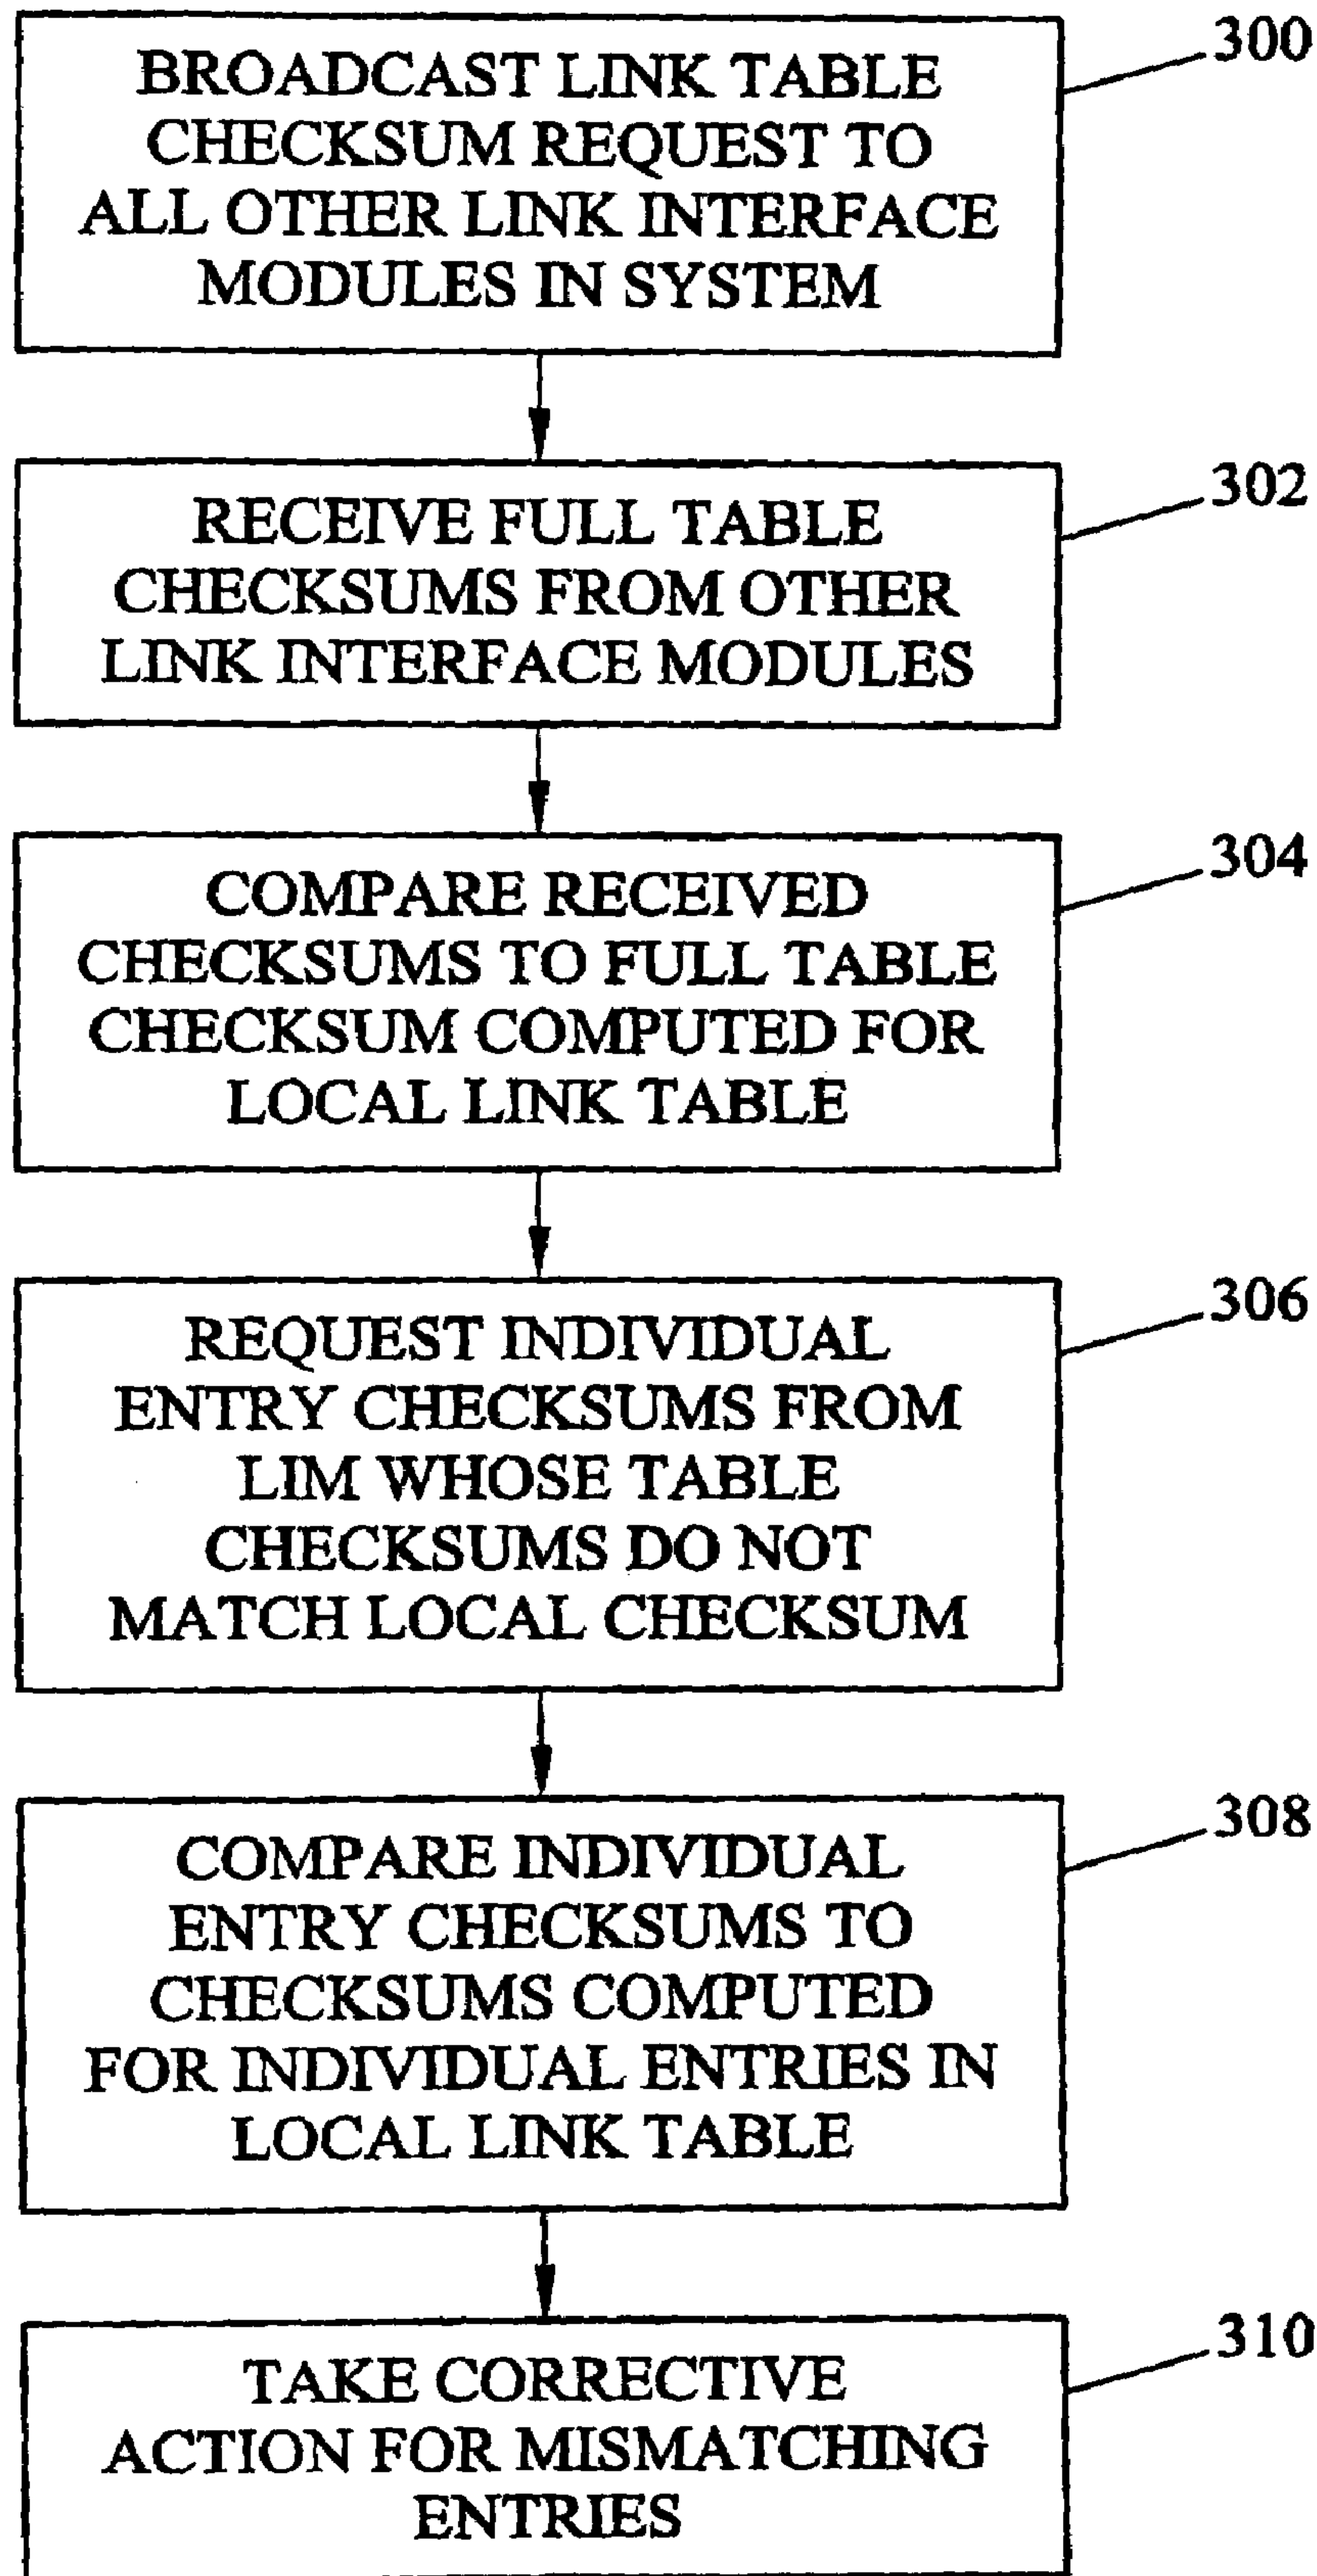 300
BROADCAST LINK TABLE
CHECKSUM REQUEST TO
ALL OTHER LINK INTERFACE
MODULES IN SYSTEM
302
RECEIVE FULL TABLE
CHECKSUMS FROM OTHER
LINK INTERFACE MODULES
304
COMPARE RECEIVED
CHECKSUMS TO FULL TABLE
CHECKSUM COMPUTED FOR
LOCAL LINK TABLE
306
REQUEST INDIVIDUAL
ENTRY CHECKSUMS FROM
LIM WHOSE TABLE
CHECKSUMS DO NOT
MATCH LOCAL CHECKSUM
308
COMPARE INDIVIDUAL
ENTRY CHECKSUMS TO
CHECKSUMS COMPUTED
FOR INDIVIDUAL ENTRIES IN
LOCAL LINK TABLE
310
TAKE CORRECTIVE
ACTION FOR MISMATCHING
ENTRIES